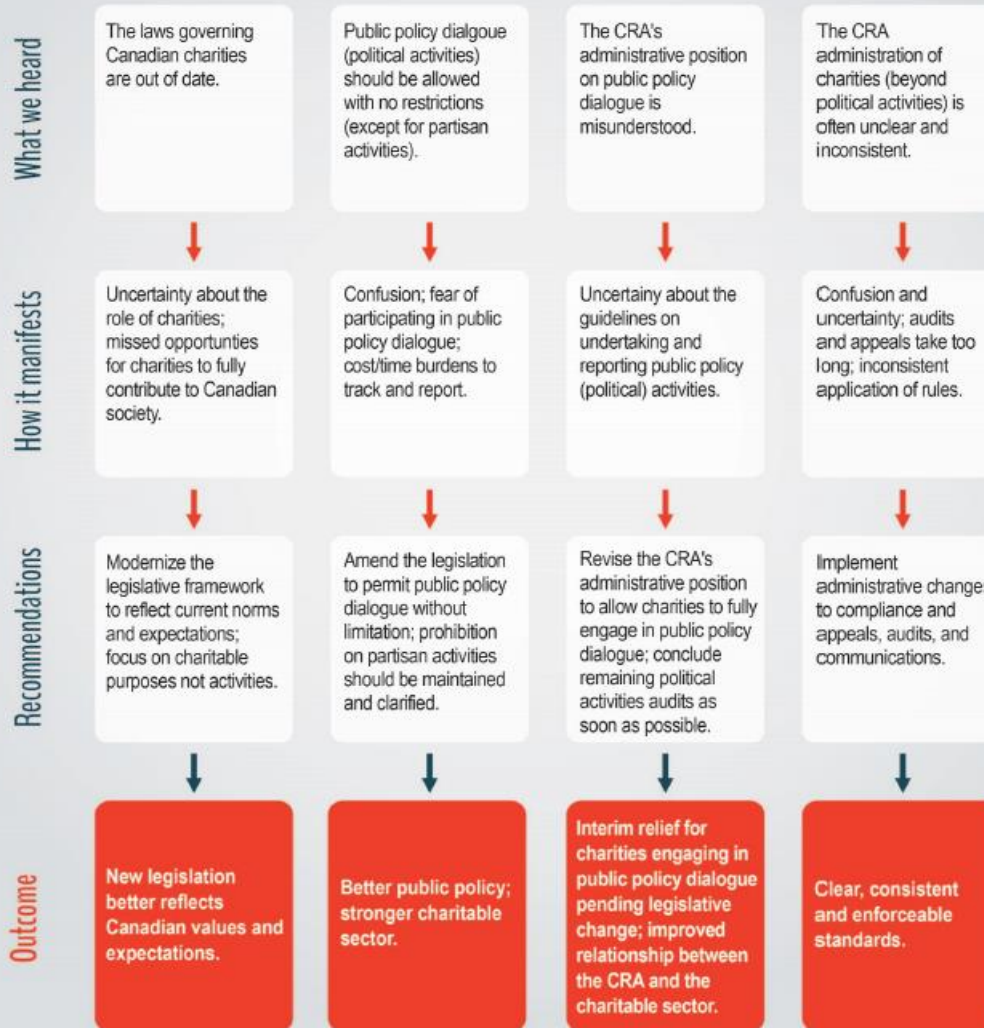 What we heard
The laws governing
Canadian charities
are out of date.
Public policy dialgoue
(political activities)
should be allowed
with no restrictions
(except for partisan
activities).
The CRA's
administrative position
on public policy
dialogue is
misunderstood.
The CRA
administration of
charities (beyond
political activities) is
often unclear and
inconsistent.
How it manifests
Uncertainty about the
role of charities;
missed opportunties
for charities to fully
contribute to Canadian
society.
Confusion; fear of
participating in public
policy dialogue;
cost/time burdens to
track and report.
Uncertainy about the
guidelines on
undertaking and
reporting public policy
(political) activities.
Confusion and
uncertainty; audits
and appeals take too
long; inconsistent
application of rules.
Recommendations
Modernize the
legislative framework
to reflect current norms
and expectations;
focus on charitable
purposes not activities.
Amend the legislation
to permit public policy
dialogue without
limitation; prohibition
on partisan activities
should be maintained
and clarified.
Revise the CRA's
administrative position
to allow charities to fully
engage in public policy
dialogue; conclude
remaining political
activities audits as
soon as possible.
Implement
administrative changes
to compliance and
appeals, audits, and
communications.
Outcome
New legislation
better reflects
Canadian values and
expectations.
Better public policy;
stronger charitable
sector.
Interim relief for
charities engaging in
public policy dialogue
pending legislative
change; improved
relationship between
the CRA and the
charitable sector.
Clear, consistent
and enforceable
standards.